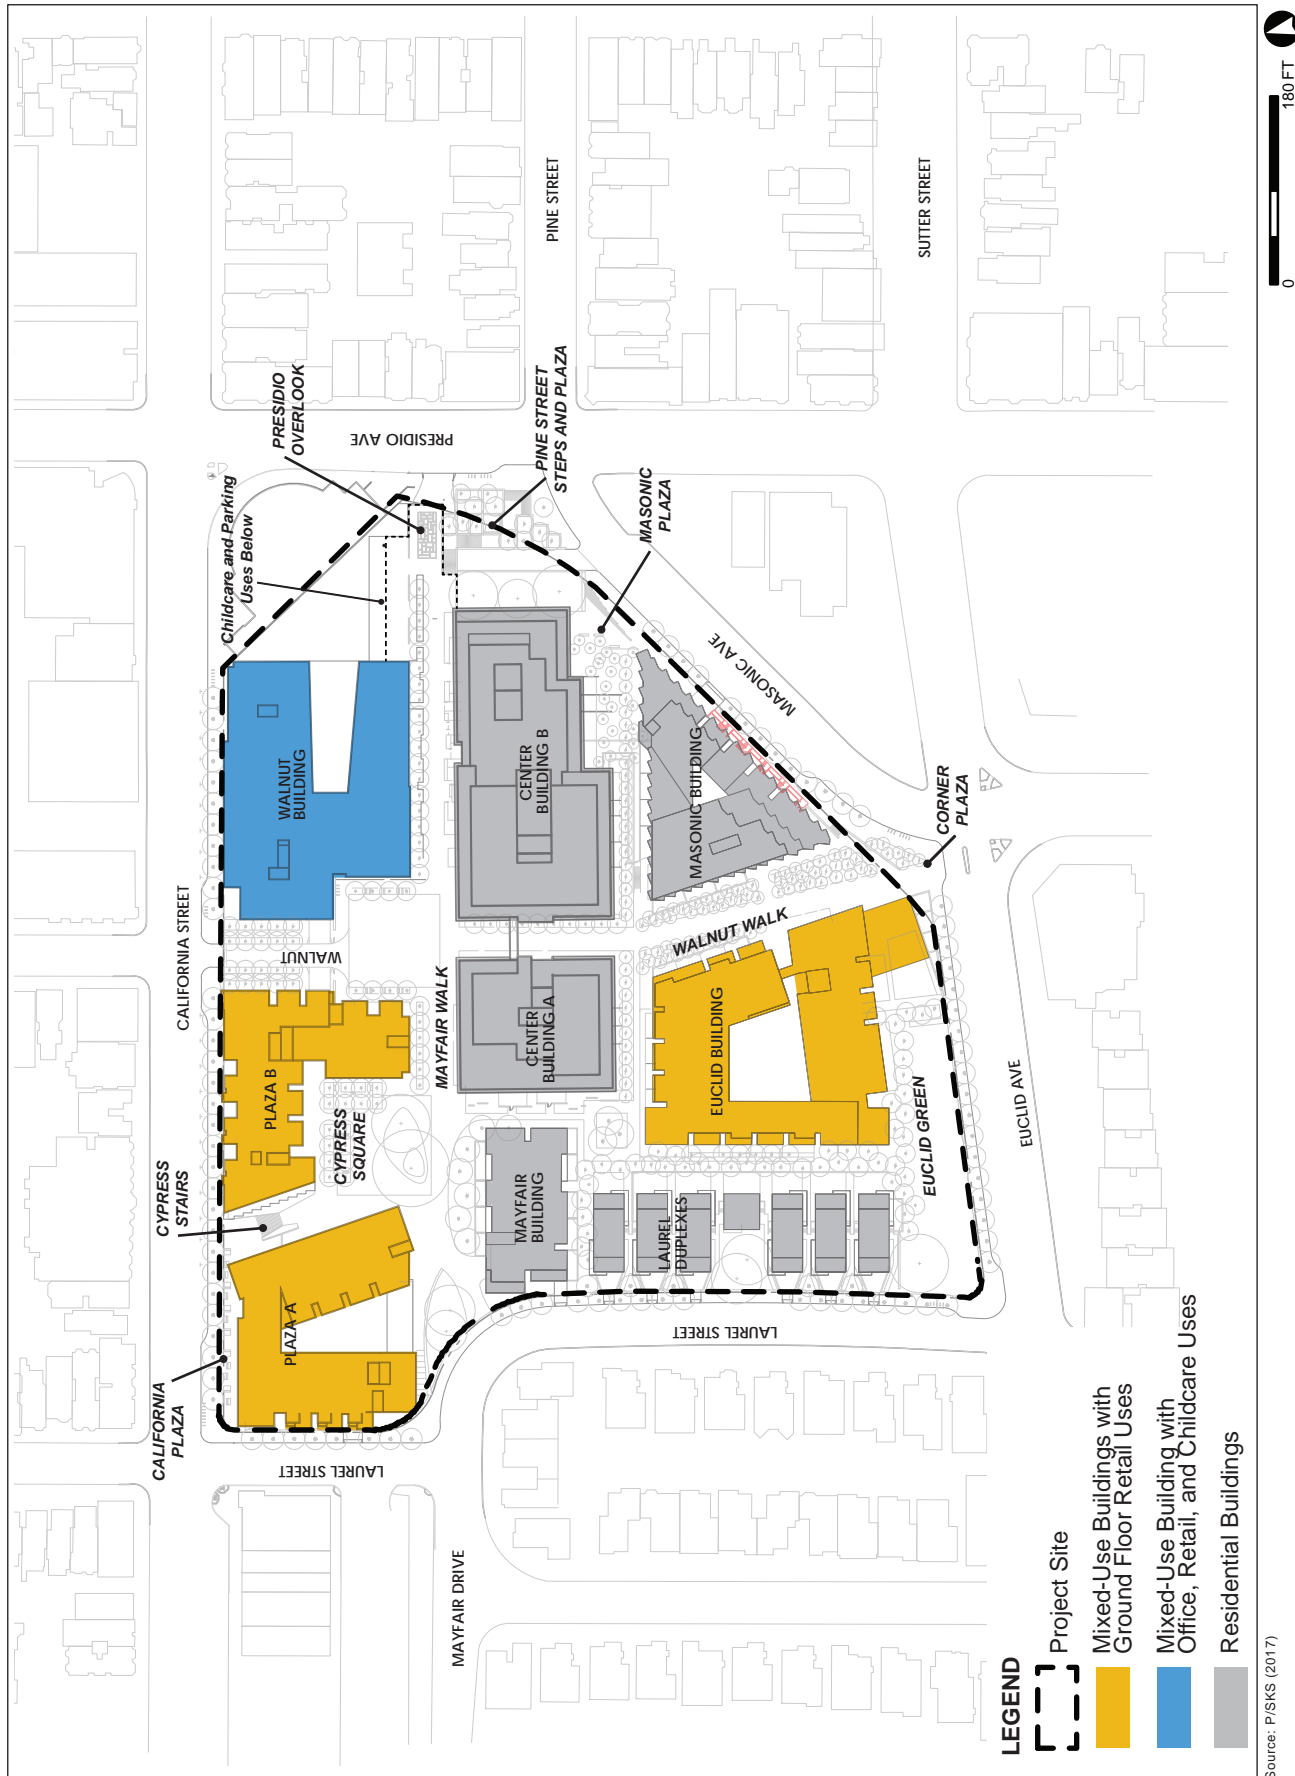 CALIFORNIA
PLAZA
CYPRESS
STAIRS
CALIFORNIA STREET
Childcare and Parking
Uses Below
PRESIDIO
OVERLOOK
PRESIDIO AVE
PINE STREET
STEPS AND PLAZA
PINE STREET
MASONIC
PLAZA
MASONIC AVE
SUTTER STREET
PLAZA A
PLAZA B
WALNUT
WALNUT
BUILDING
CYPRESS
SQUARE
MAYFAIR WALK
LAUREL STREET
MAYFAIR DRIVE
MAYFAIR
BUILDING
CENTER
BUILDING A
CENTER
BUILDING B
LAUREL
DUPLEXES
EUCLID BUILDING
WALNUT WALK
MASONIC BUILDING
LAUREL STREET
EUCLID GREEN
CORNER
PLAZA
EUCLID AVE
LEGEND
Project Site
Mixed-Use Buildings with
Ground Floor Retail Uses
Mixed-Use Building with
Office, Retail, and Childcare Uses
Residential Buildings
0
180 FT
Source: P/SKS (2017)